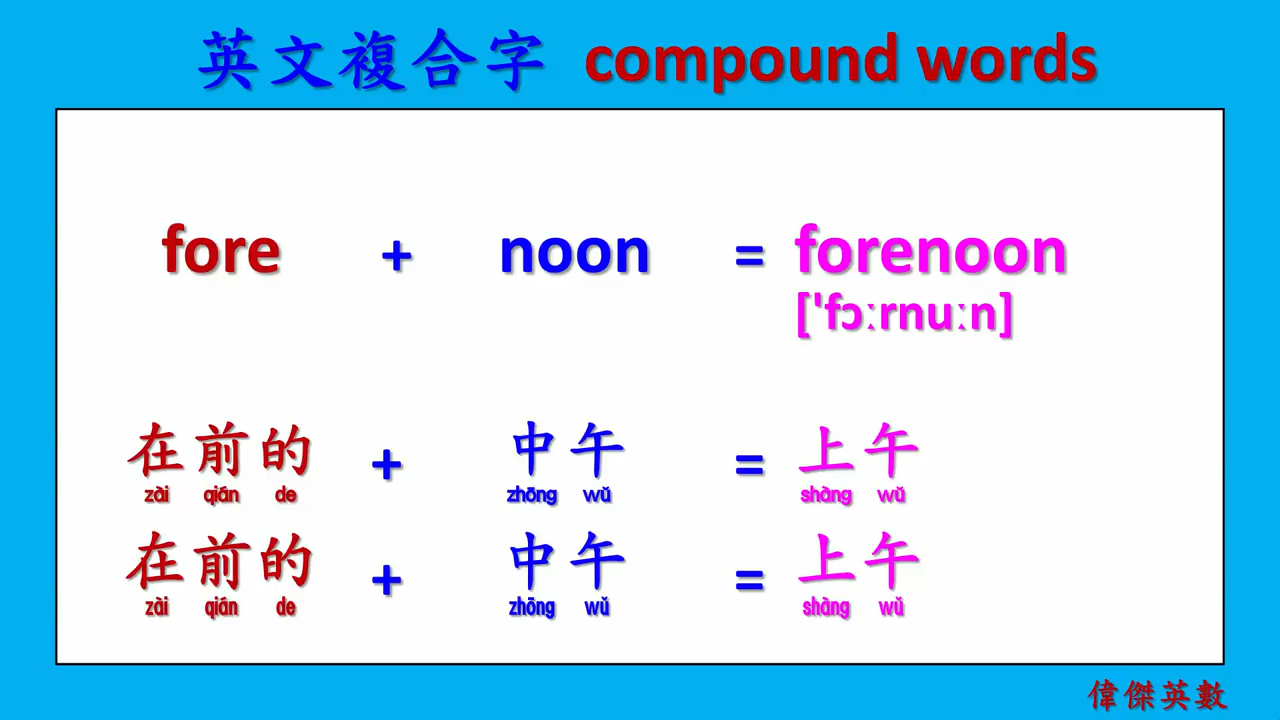 英文複合字 compound words
fore + noon = forenoon
['fɔːrnuːn]
在前的 + 中午 = 上午
zài qián de zhōng wǔ shàng wǔ
在前的 + 中午 = 上午
zài qián de zhōng wǔ shàng wǔ
偉傑英數